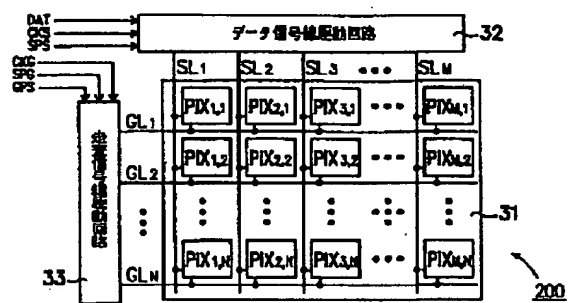 DAT
CKS
SPS
データ信号線駆動回路
32
CKG
SPG
GPS
SL1 SL2 SL3 ••• SLM
PIX1,1 PIX2,1 PIX3,1 ••• PIXM,1
GL1
PIX1,2 PIX2,2 PIX3,2 ••• PIXM,2
GL2
31
PIX1,N PIX2,N PIX3,N ••• PIXM,N
GLN
33
200